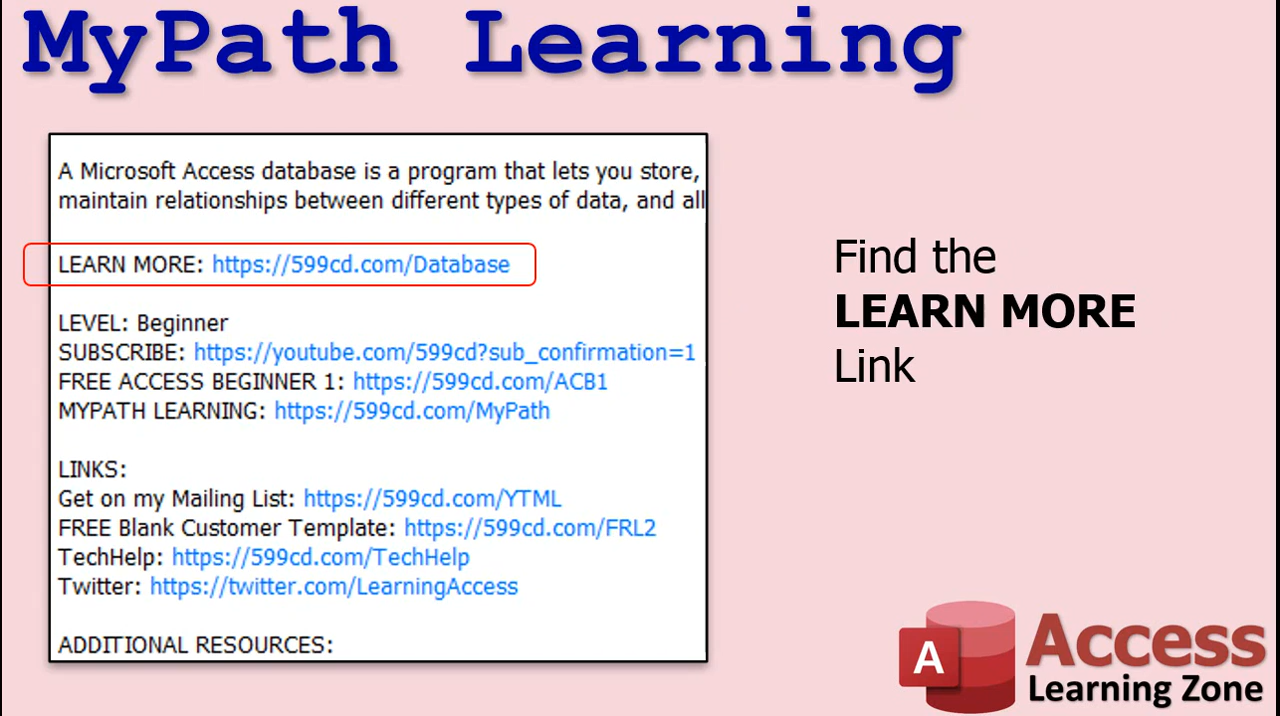 MyPath Learning
A Microsoft Access database is a program that lets you store,
maintain relationships between different types of data, and all
LEARN MORE: https://599cd.com/Database
LEVEL: Beginner
SUBSCRIBE: https://youtube.com/599cd?sub_confirmation=1
FREE ACCESS BEGINNER 1: https://599cd.com/ACB1
MYPATH LEARNING: https://599cd.com/MyPath
LINKS:
Get on my Mailing List: https://599cd.com/YTML
FREE Blank Customer Template: https://599cd.com/FRL2
TechHelp: https://599cd.com/TechHelp
Twitter: https://twitter.com/LearningAccess
ADDITIONAL RESOURCES:
Find the
LEARN MORE
Link
A
Access
Learning Zone